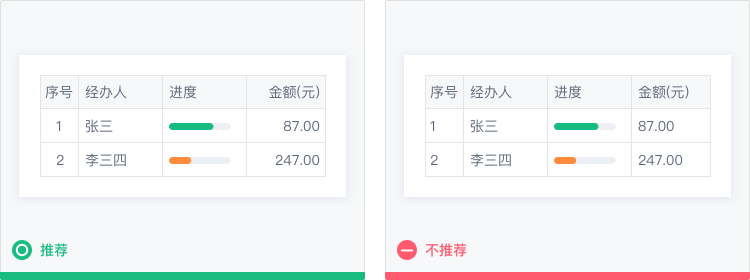 序号 经办人 进度 金额(元)
1 张三 87.00
2 李三四 247.00
推荐
序号 经办人 进度 金额(元)
1 张三 87.00
2 李三四 247.00
不推荐